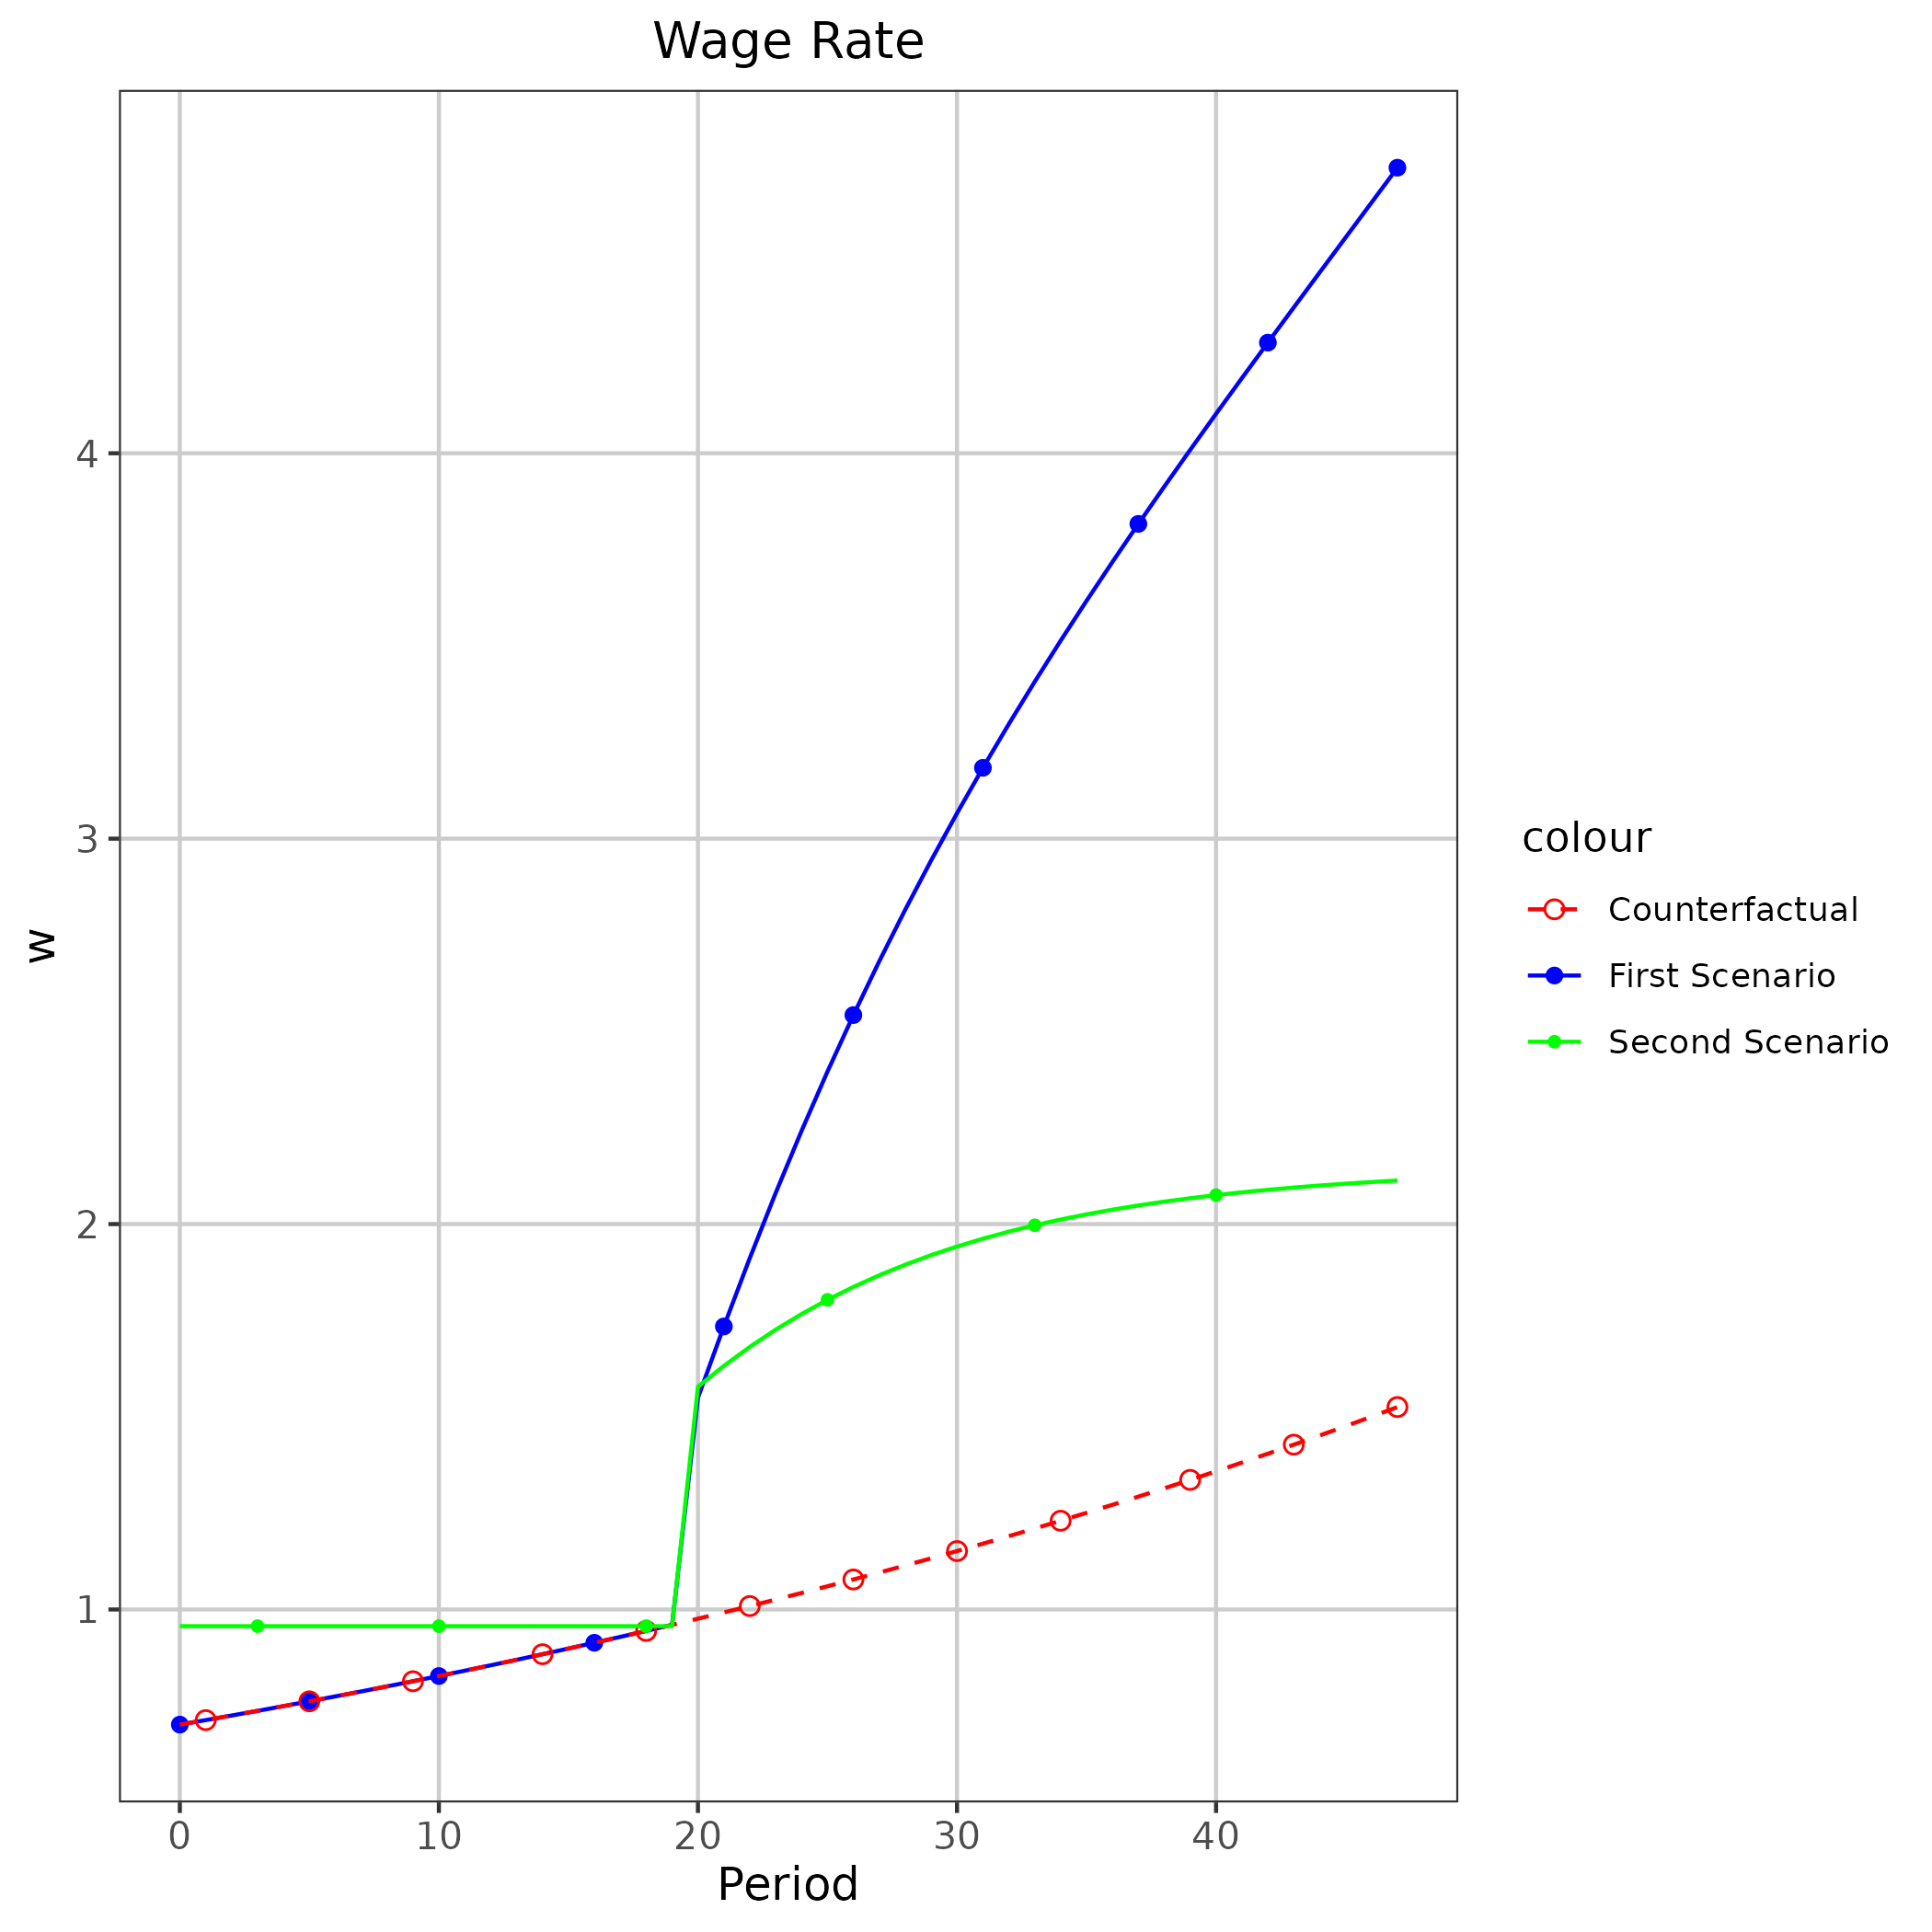 Wage Rate
4
3
2
1
w
0 10 20 30 40
Period
colour
Counterfactual
First Scenario
Second Scenario